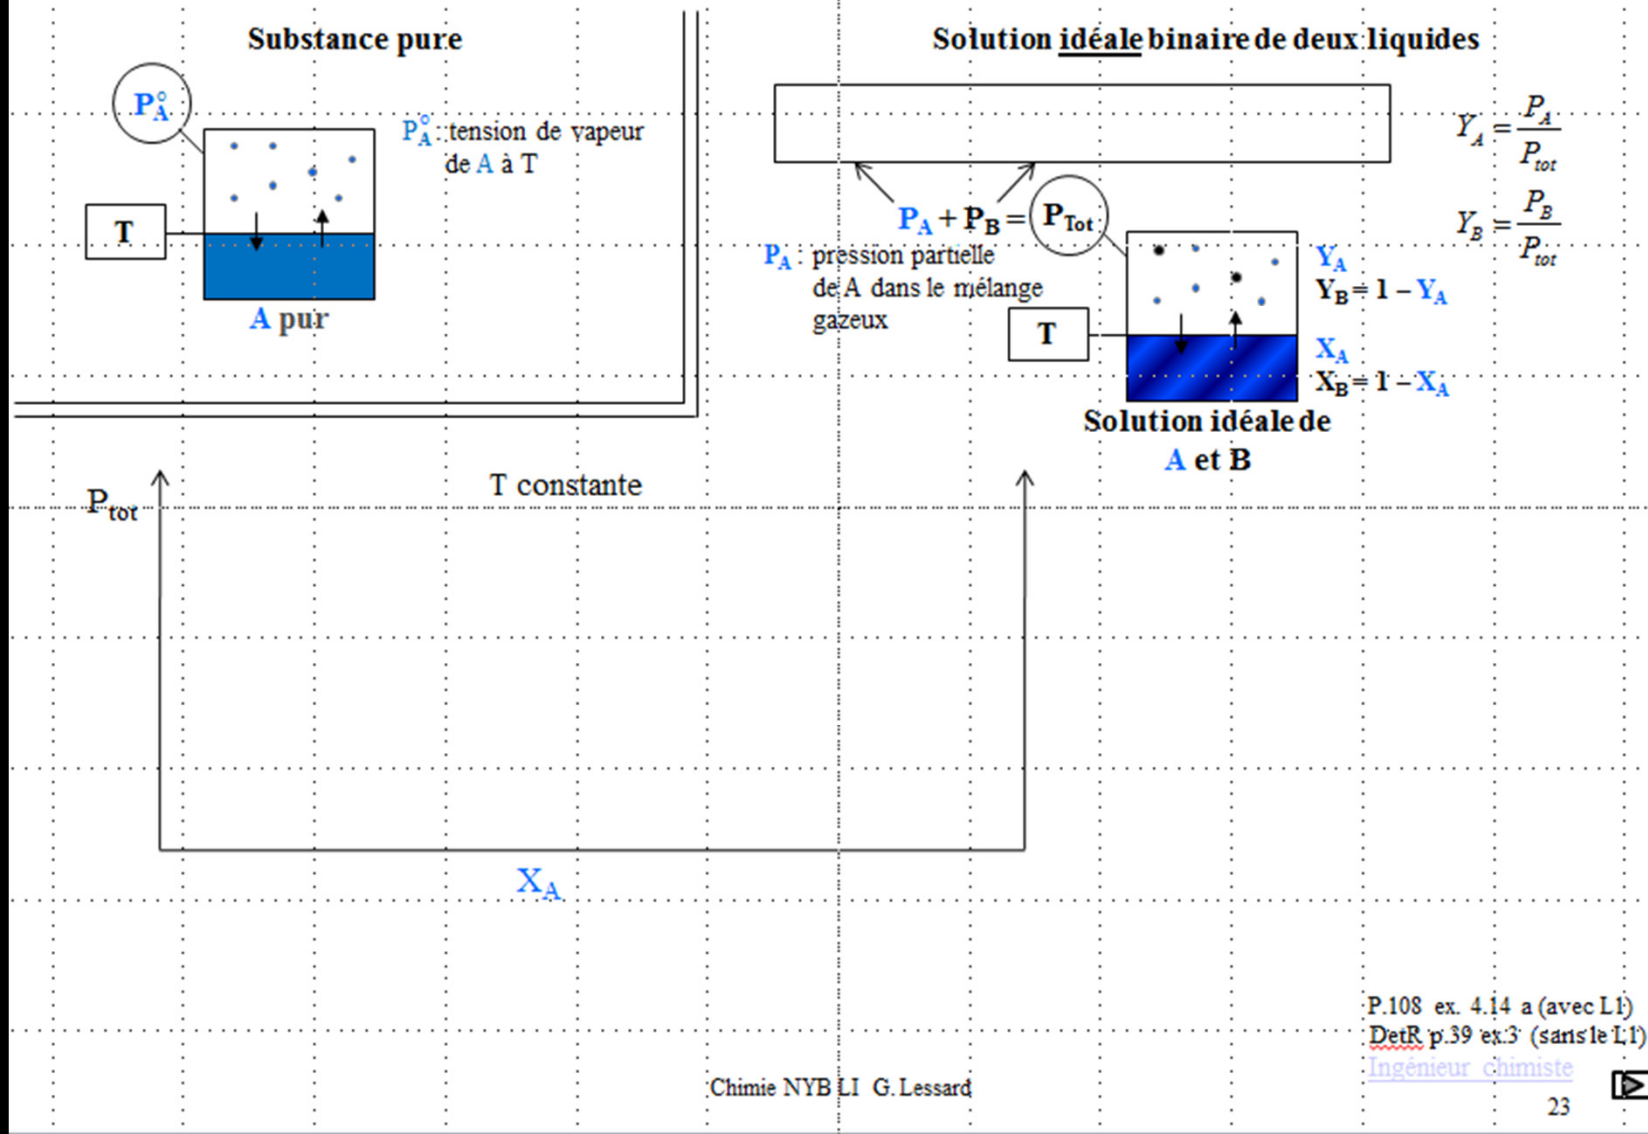 Substance pure
P°A
P°A : tension de vapeur
de A à T
T
A pur
Solution idéale binaire de deux liquides
PA + PB = PTot
PA : pression partielle
de A dans le mélange
gazeux
T
YA = PA / Ptot
YB = PB / Ptot
YA
YB = 1 – YA
XA
XB = 1 – XA
Solution idéale de
A et B
Ptot
T constante
XA
P.108 ex. 4.14 a (avec L1)
DetR p.39 ex.3 (sans le L1)
Ingénieur chimiste
Chimie NYB LI G. Lessard
23